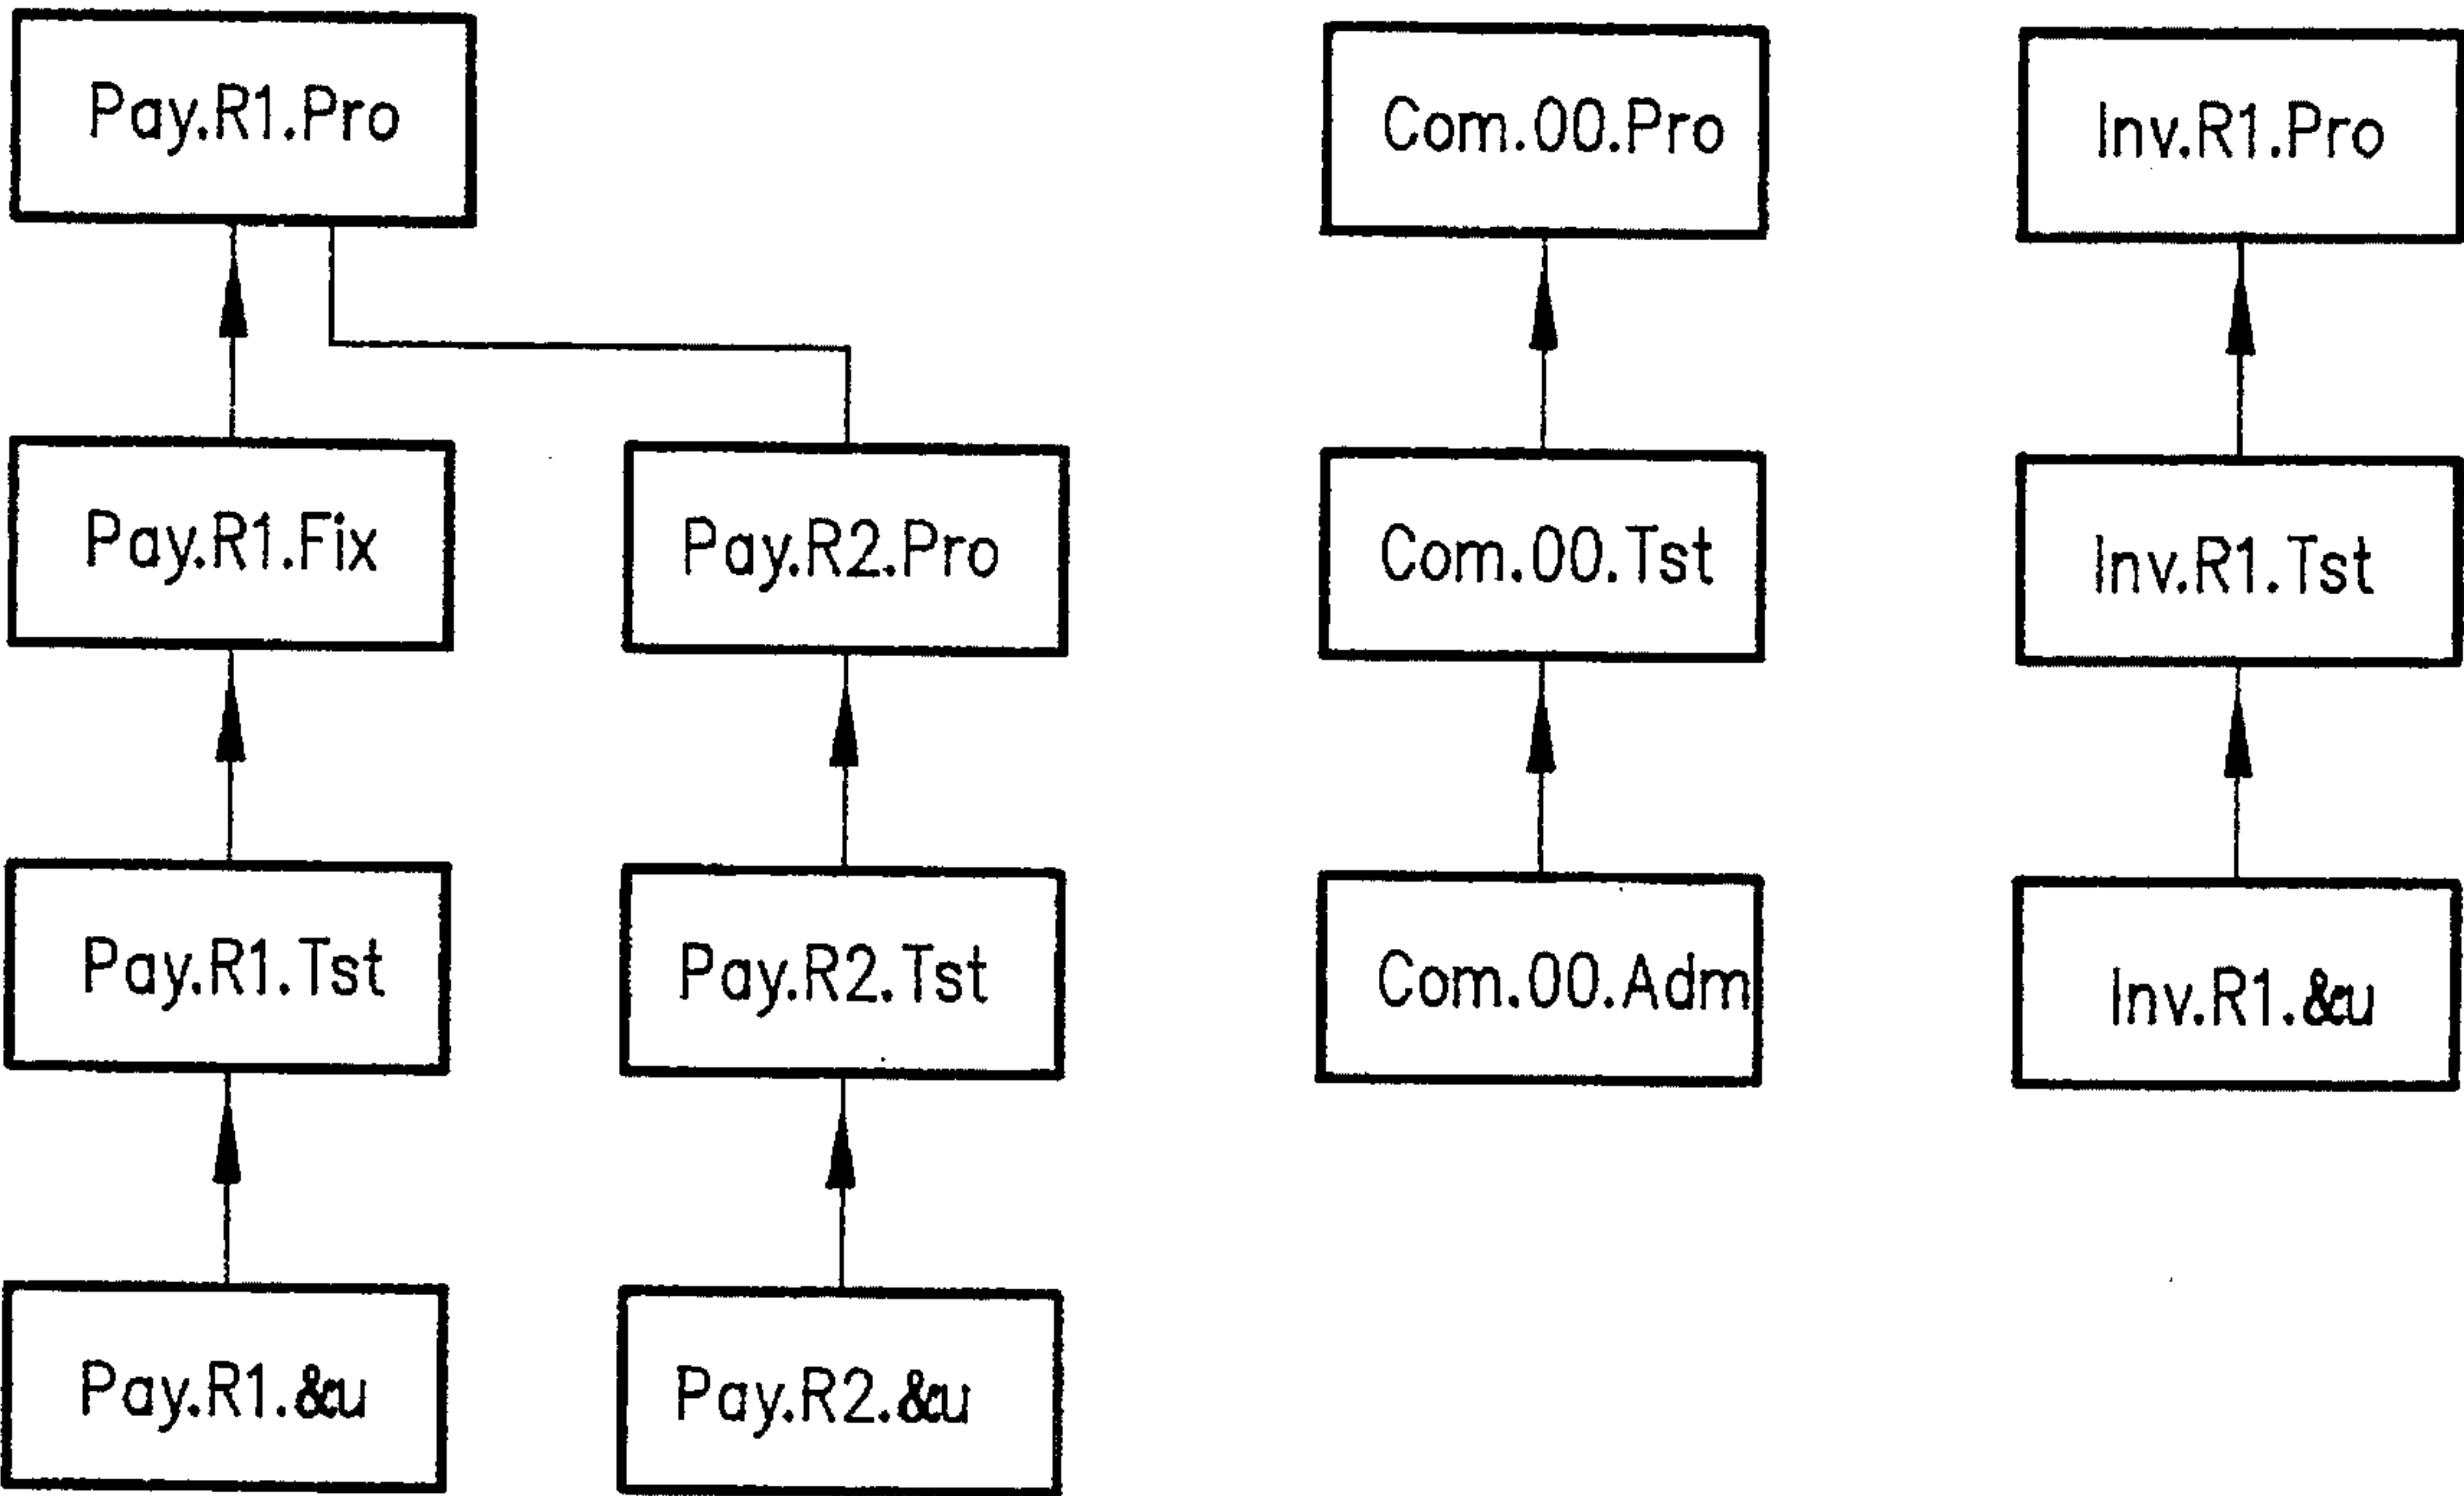 Pay.R1.Pro
Com.00.Pro
Inv.R1.Pro
Pay.R1.Fix
Pay.R2.Pro
Com.00.Tst
Inv.R1.Tst
Pay.R1.Tst
Pay.R2.Tst
Com.00.Adm
Inv.R1.&u
Pay.R1.&u
Pay.R2.&u